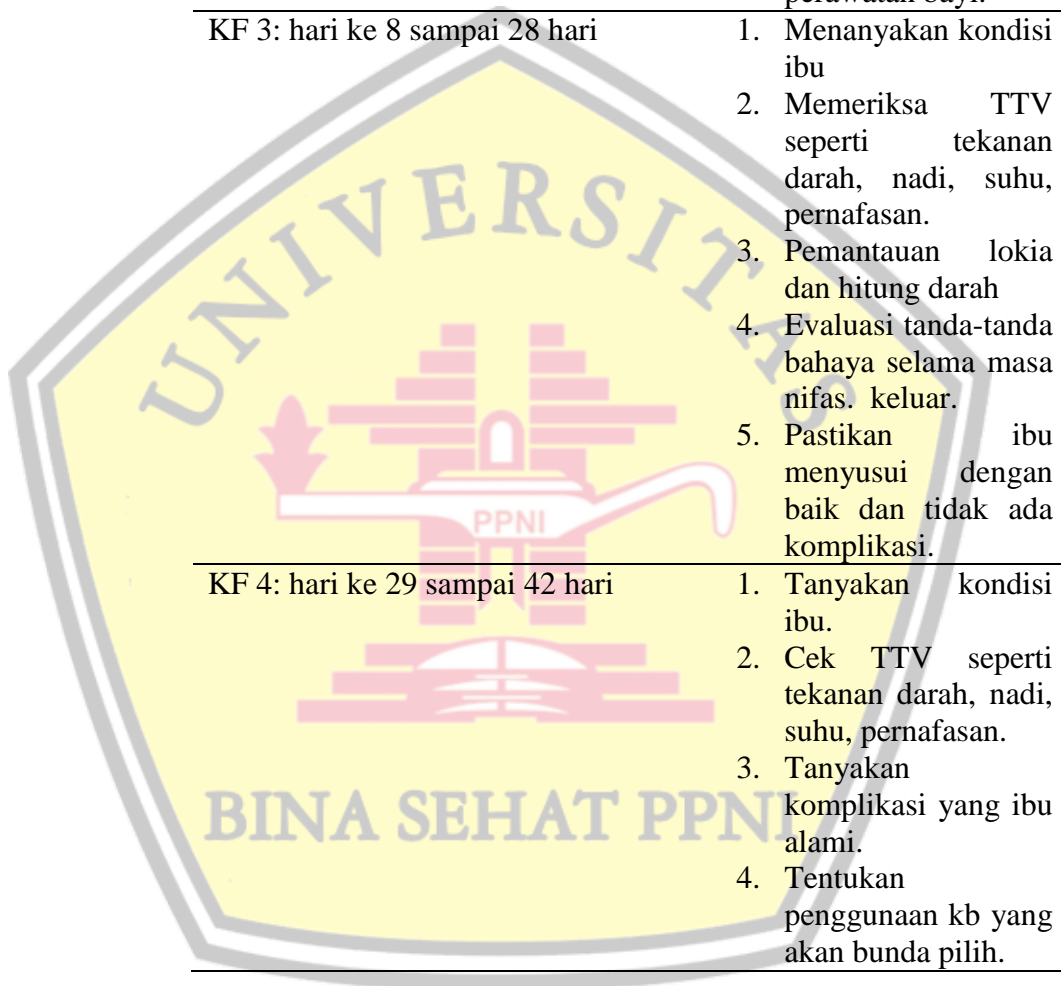 perawatan bayi.
KF 3: hari ke 8 sampai 28 hari
1. Menanyakan kondisi
ibu
2. Memeriksa TTV
seperti tekanan
darah, nadi, suhu,
pernafasan.
3. Pemantauan lokia
dan hitung darah
4. Evaluasi tanda-tanda
bahaya selama masa
nifas. keluar.
5. Pastikan ibu
menyusui dengan
baik dan tidak ada
komplikasi.
KF 4: hari ke 29 sampai 42 hari
1. Tanyakan kondisi
ibu.
2. Cek TTV seperti
tekanan darah, nadi,
suhu, pernafasan.
3. Tanyakan
komplikasi yang ibu
alami.
4. Tentukan
penggunaan kb yang
akan bunda pilih.
UNIVERSITAS
PPNI
BINA SEHAT PPNI